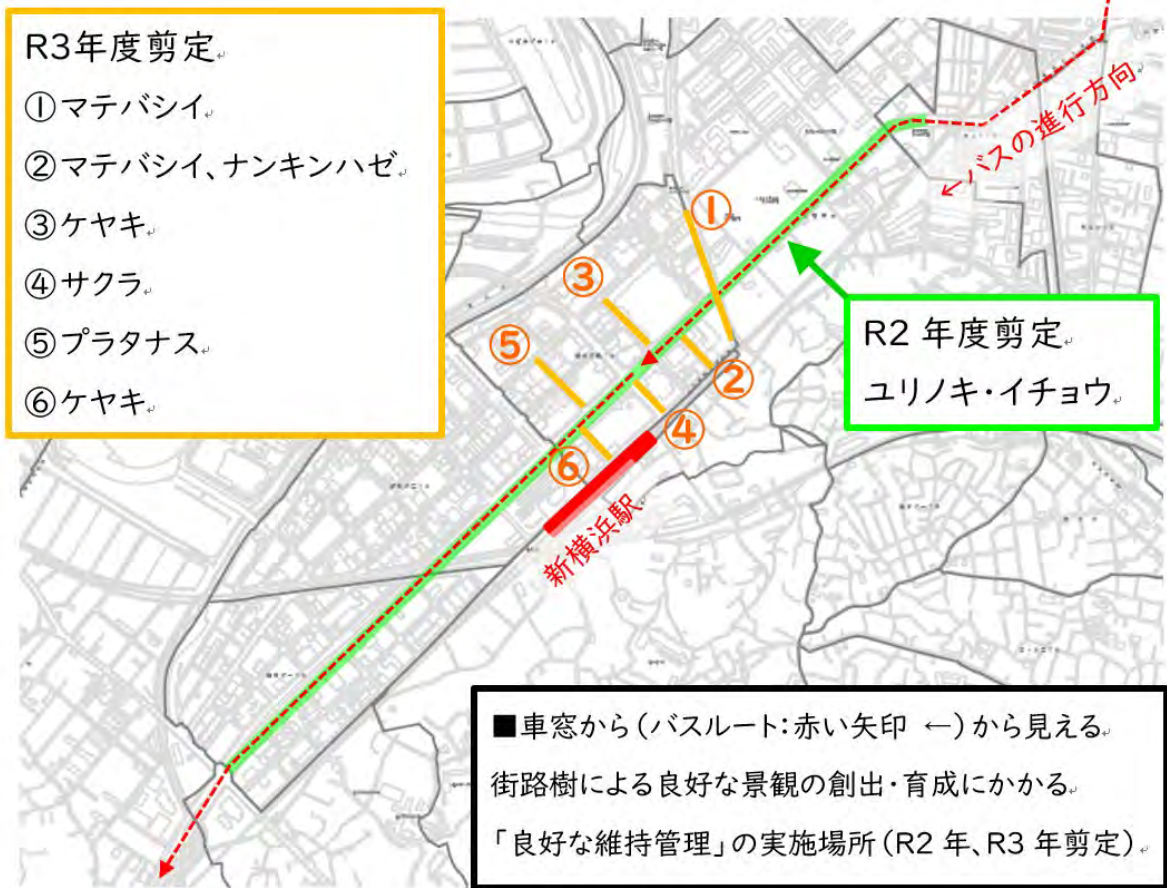 R3年度剪定
①マテバシイ
②マテバシイ、ナンキンハゼ
③ケヤキ
④サクラ
⑤プラタナス
⑥ケヤキ
←バスの進行方向
①
③
⑤
②
④
⑥
新横浜駅
R2 年度剪定
ユリノキ・イチョウ
■車窓から(バスルート:赤い矢印 ←)から見える
街路樹による良好な景観の創出・育成にかかる
「良好な維持管理」の実施場所(R2 年、R3 年剪定)